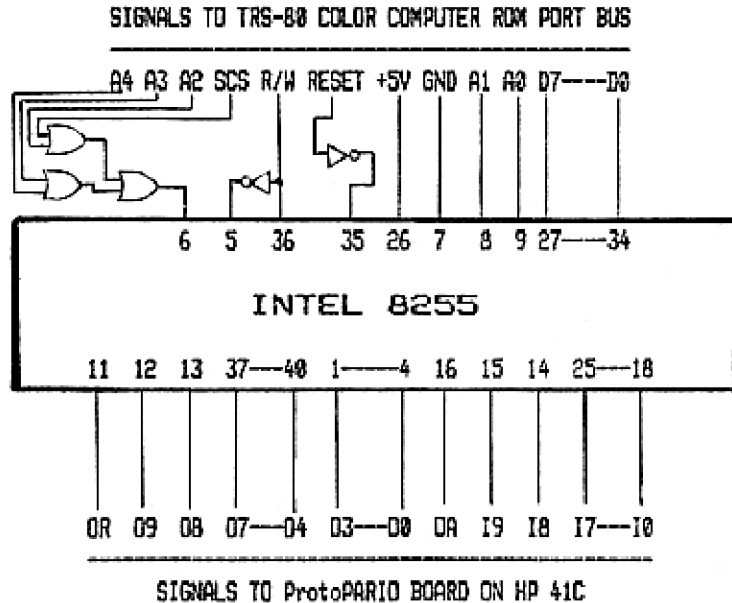 SIGNALS TO TRS-80 COLOR COMPUTER ROM PORT BUS
A4 A3 A2 SCS R/W RESET +5V GND A1 A0 D7----D0
6 5 36 35 26 7 8 9 27----34
INTEL 8255
11 12 13 37---40 1-----4 16 15 14 25---18
OR O9 O8 O7---O4 O3---O0 OA I9 I8 I7---I0
SIGNALS TO ProtoPARIO BOARD ON HP 41C